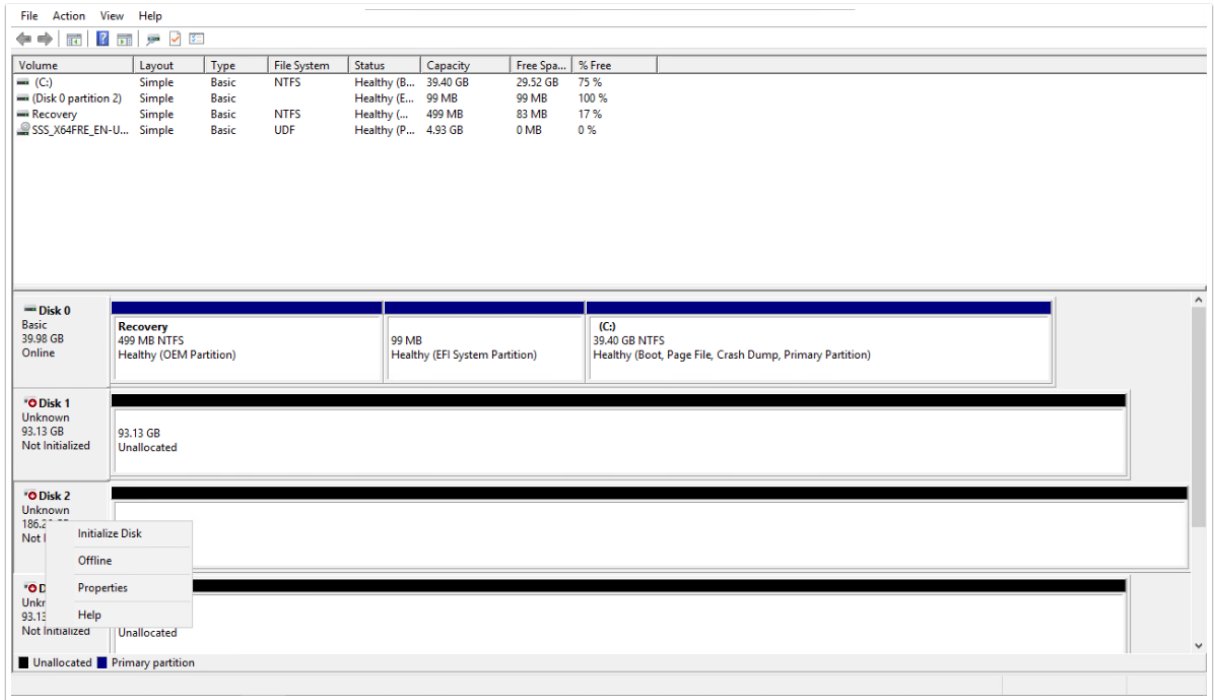 File Action View Help
Volume Layout Type File System Status Capacity Free Spa... % Free
(C:) Simple Basic NTFS Healthy (B... 39.40 GB 29.52 GB 75 %
(Disk 0 partition 2) Simple Basic Healthy (E... 99 MB 99 MB 100 %
Recovery Simple Basic NTFS Healthy (... 499 MB 83 MB 17 %
SSS_X64FRE_EN-U... Simple Basic UDF Healthy (P... 4.93 GB 0 MB 0 %
Disk 0
Basic
39.98 GB
Online
Recovery
499 MB NTFS
Healthy (OEM Partition)
99 MB
Healthy (EFI System Partition)
(C:)
39.40 GB NTFS
Healthy (Boot, Page File, Crash Dump, Primary Partition)
Disk 1
Unknown
93.13 GB
Not Initialized
93.13 GB
Unallocated
Disk 2
Unknown
Not
Initialize Disk
Offline
Properties
Help
93.13
Not Initialized
Unallocated
Unallocated Primary partition